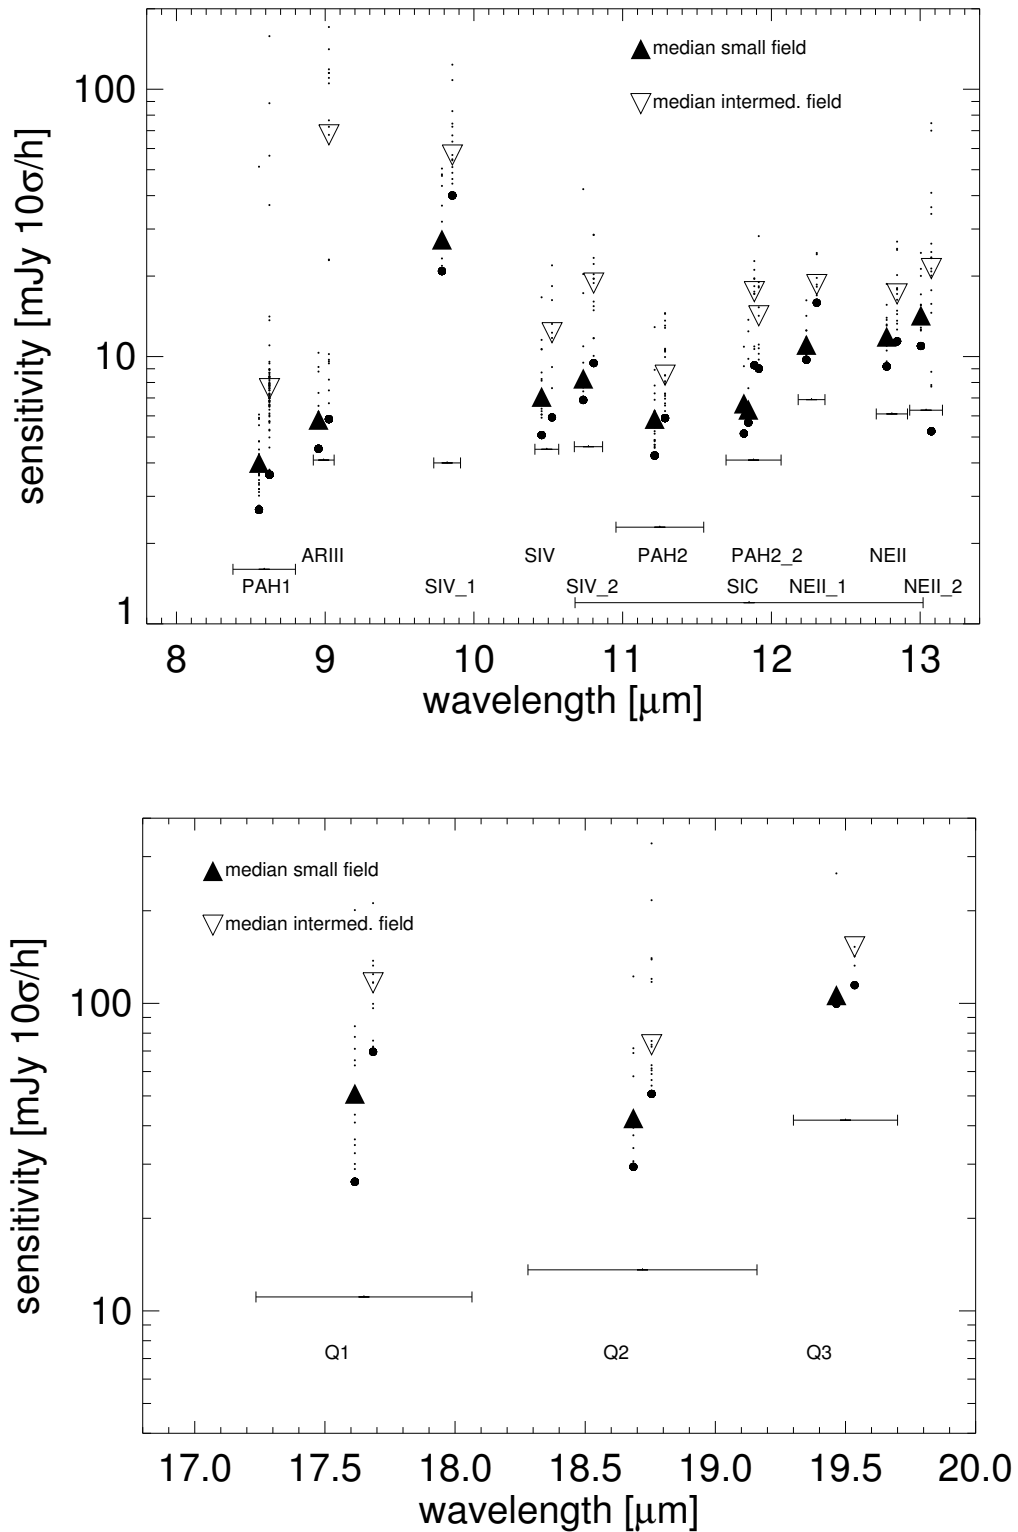 median small field
median intermed. field
100
10
1
sensitivity [mJy 10σ/h]
ARIII
SIV
PAH2
PAH2_2
NEII
PAH1
SIV_1
SIV_2
SIC
NEII_1
NEII_2
8
9
10
11
12
13
wavelength [μm]
median small field
median intermed. field
100
10
sensitivity [mJy 10σ/h]
Q1
Q2
Q3
17.0
17.5
18.0
18.5
19.0
19.5
20.0
wavelength [μm]